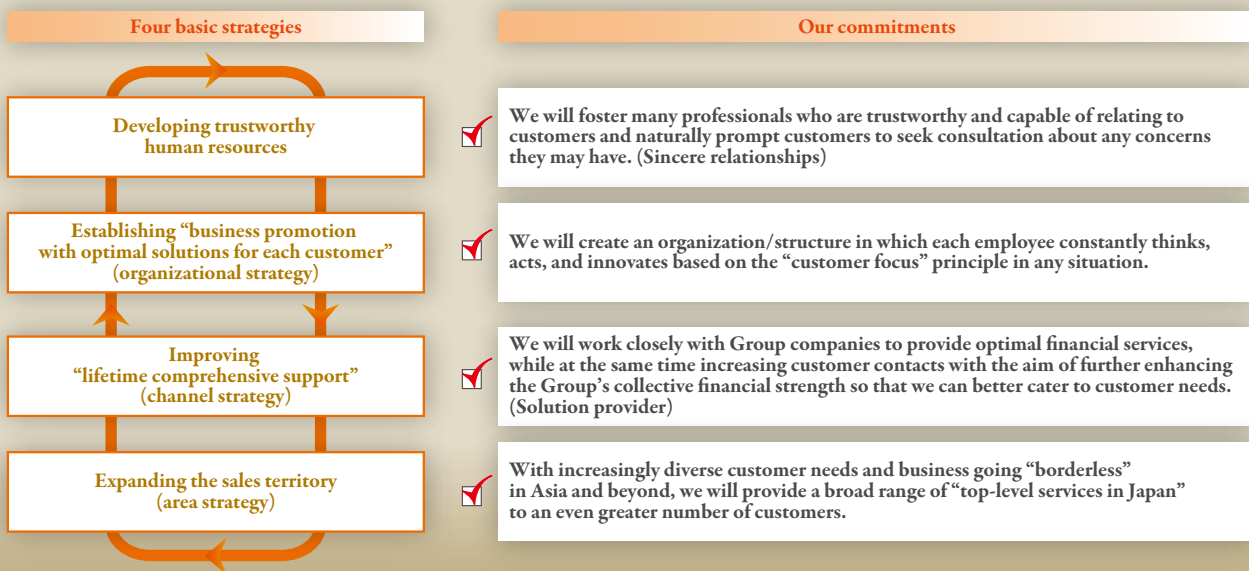 Four basic strategies
Our commitments
Developing trustworthy
human resources
We will foster many professionals who are trustworthy and capable of relating to
customers and naturally prompt customers to seek consultation about any concerns
they may have. (Sincere relationships)
Establishing “business promotion
with optimal solutions for each customer”
(organizational strategy)
We will create an organization/structure in which each employee constantly thinks,
acts, and innovates based on the “customer focus” principle in any situation.
Improving
“lifetime comprehensive support”
(channel strategy)
We will work closely with Group companies to provide optimal financial services,
while at the same time increasing customer contacts with the aim of further enhancing
the Group’s collective financial strength so that we can better cater to customer needs.
(Solution provider)
Expanding the sales territory
(area strategy)
With increasingly diverse customer needs and business going “borderless”
in Asia and beyond, we will provide a broad range of “top-level services in Japan”
to an even greater number of customers.